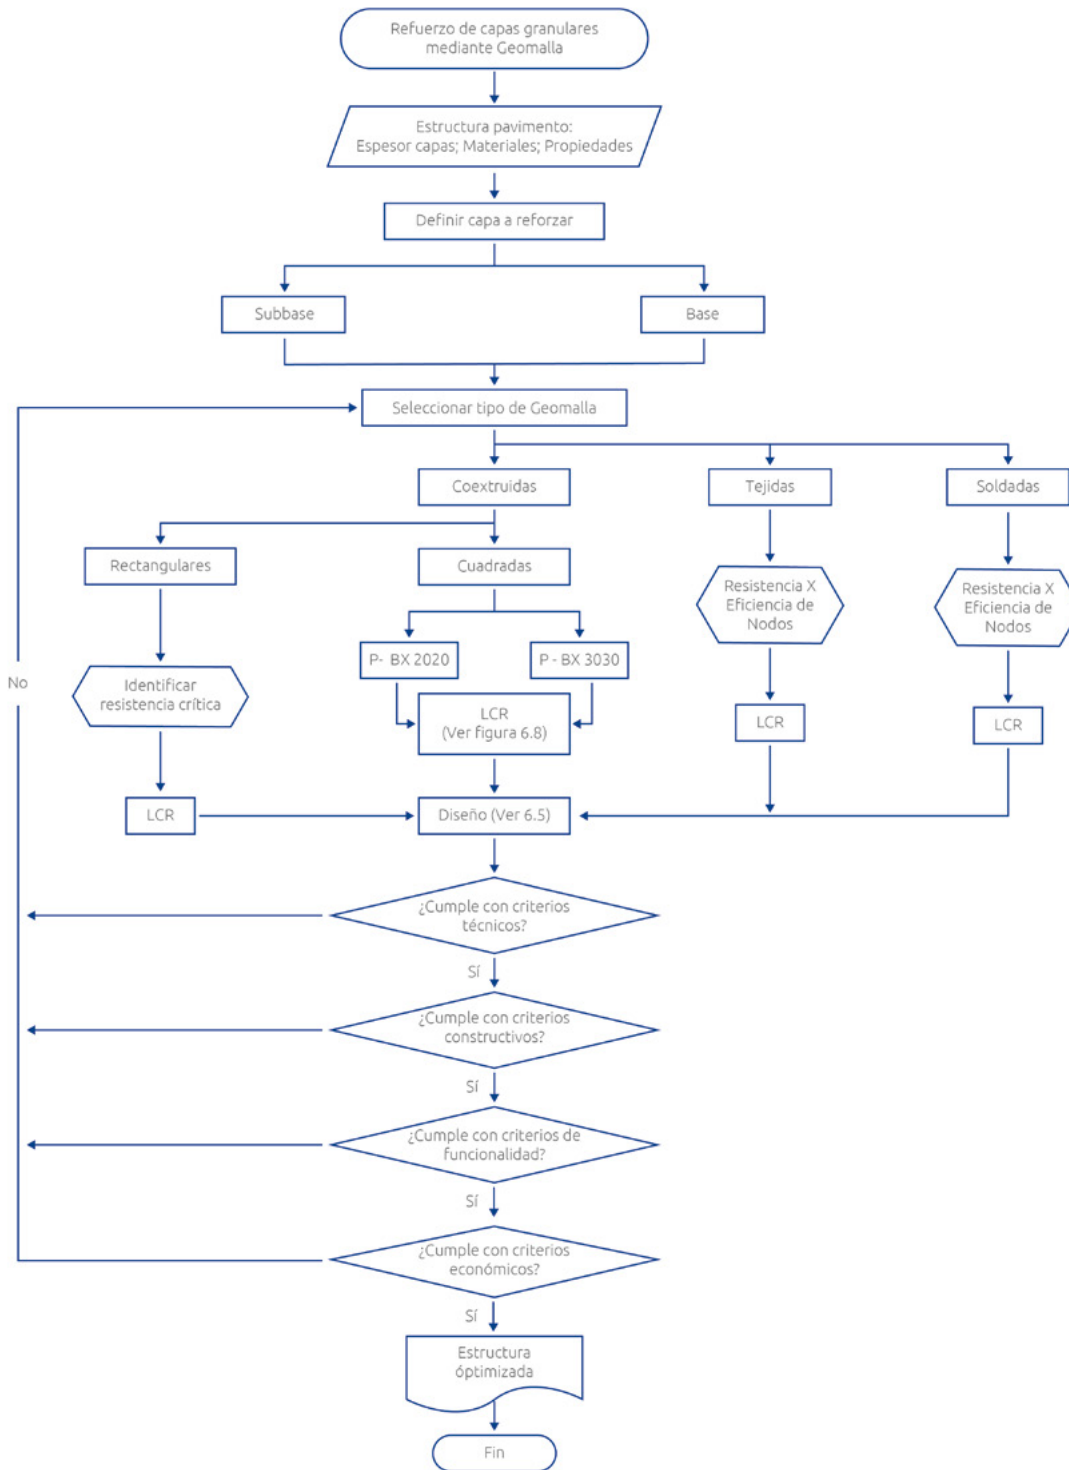 Refuerzo de capas granulares
mediante Geomalla
Estructura pavimento:
Espesor capas; Materiales; Propiedades
Definir capa a reforzar
Subbase
Base
Seleccionar tipo de Geomalla
Coextruidas
Tejidas
Soldadas
Rectangulares
Cuadradas
Resistencia X
Eficiencia de
Nodos
Resistencia X
Eficiencia de
Nodos
P- BX 2020
P - BX 3030
No
Identificar
resistencia crítica
LCR
(Ver figura 6.8)
LCR
LCR
LCR
Diseño (Ver 6.5)
¿Cumple con criterios
técnicos?
Sí
¿Cumple con criterios
constructivos?
Sí
¿Cumple con criterios de
funcionalidad?
Sí
¿Cumple con criterios
económicos?
Sí
Estructura
óptimizada
Fin